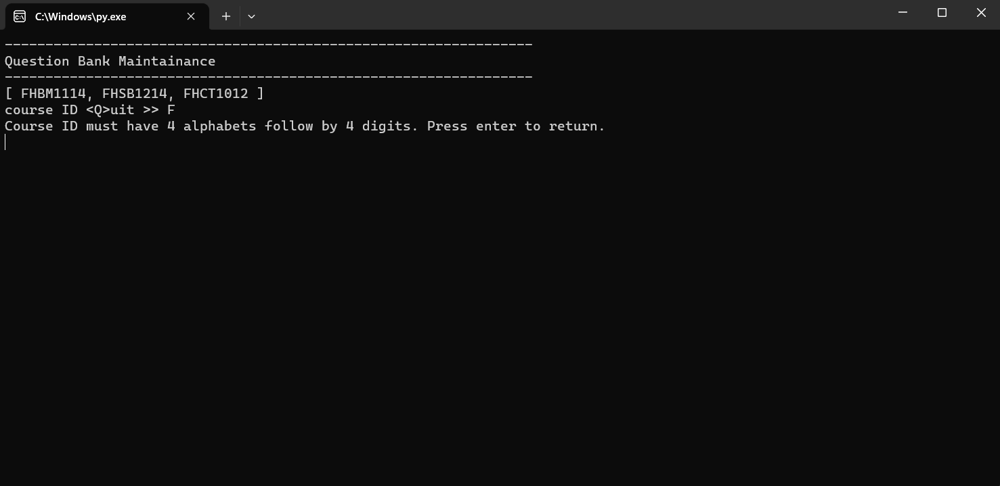 C:\Windows\py.exe
-----------------------------------------------------------------
Question Bank Maintainance
-----------------------------------------------------------------
[ FHBM1114, FHSB1214, FHCT1012 ]
course ID <Q>uit >> F
Course ID must have 4 alphabets follow by 4 digits. Press enter to return.